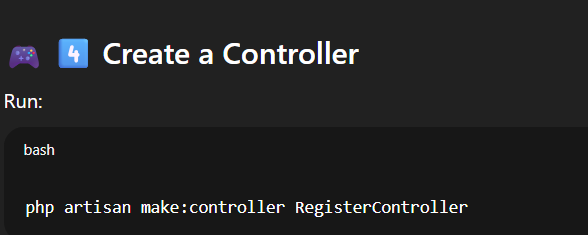 🎮 4️⃣ Create a Controller
Run:
bash
php artisan make:controller RegisterController